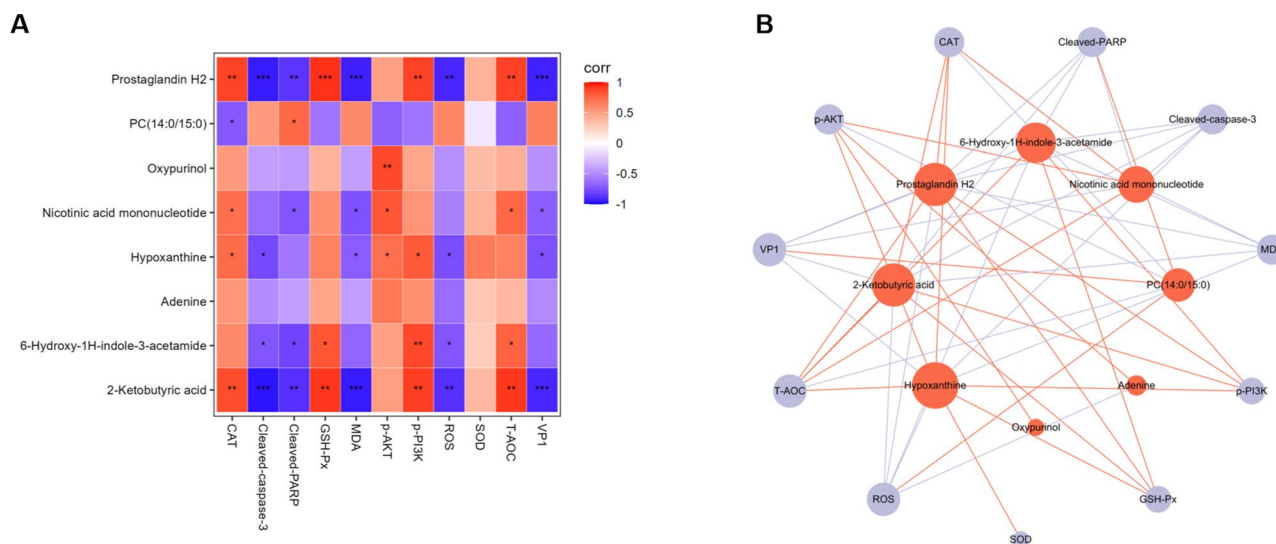 A
Prostaglandin H2 ** *** ** *** *** ** ** ** ***
PC(14:0/15:0) * *
Oxypurinol **
Nicotinic acid mononucleotide * * * * * *
Hypoxanthine * * * * * * *
Adenine
6-Hydroxy-1H-indole-3-acetamide * * * ** * *
2-Ketobutyric acid ** *** ** ** *** ** ** ** ***
CAT
Cleaved-caspase-3
Cleaved-PARP
GSH-Px
MDA
p-AKT
p-PI3K
ROS
SOD
T-AOC
VP1
corr
1
0.5
0
-0.5
-1
B
CAT
Cleaved-PARP
p-AKT
Cleaved-caspase-3
6-Hydroxy-1H-indole-3-acetamide
Prostaglandin H2
Nicotinic acid mononucleotide
VP1
MD
2-Ketobutyric acid
PC(14:0/15:0)
T-AOC
Hypoxanthine
Adenine
p-PI3K
Oxypurinol
ROS
GSH-Px
SOD